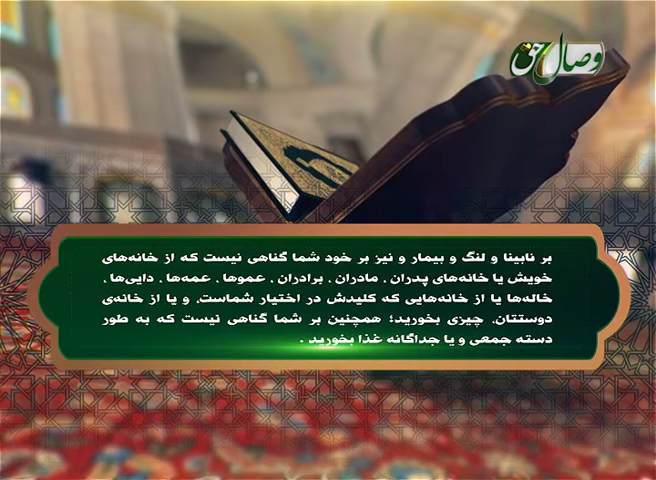 وصال حق
بر نابینا و لنگ و بیمار و نیز بر خود شما گناهی نیست که از خانه‌های
خویش یا خانه‌های پدران ، مادران ، برادران ، عموها ، عمه‌ها ، دایی‌ها ،
خاله‌ها یا از خانه‌هایی که کلیدش در اختیار شماست، و یا از خانه‌ی
دوستتان، چیزی بخورید؛ همچنین بر شما گناهی نیست که به طور
دسته جمعی و یا جداگانه غذا بخورید .